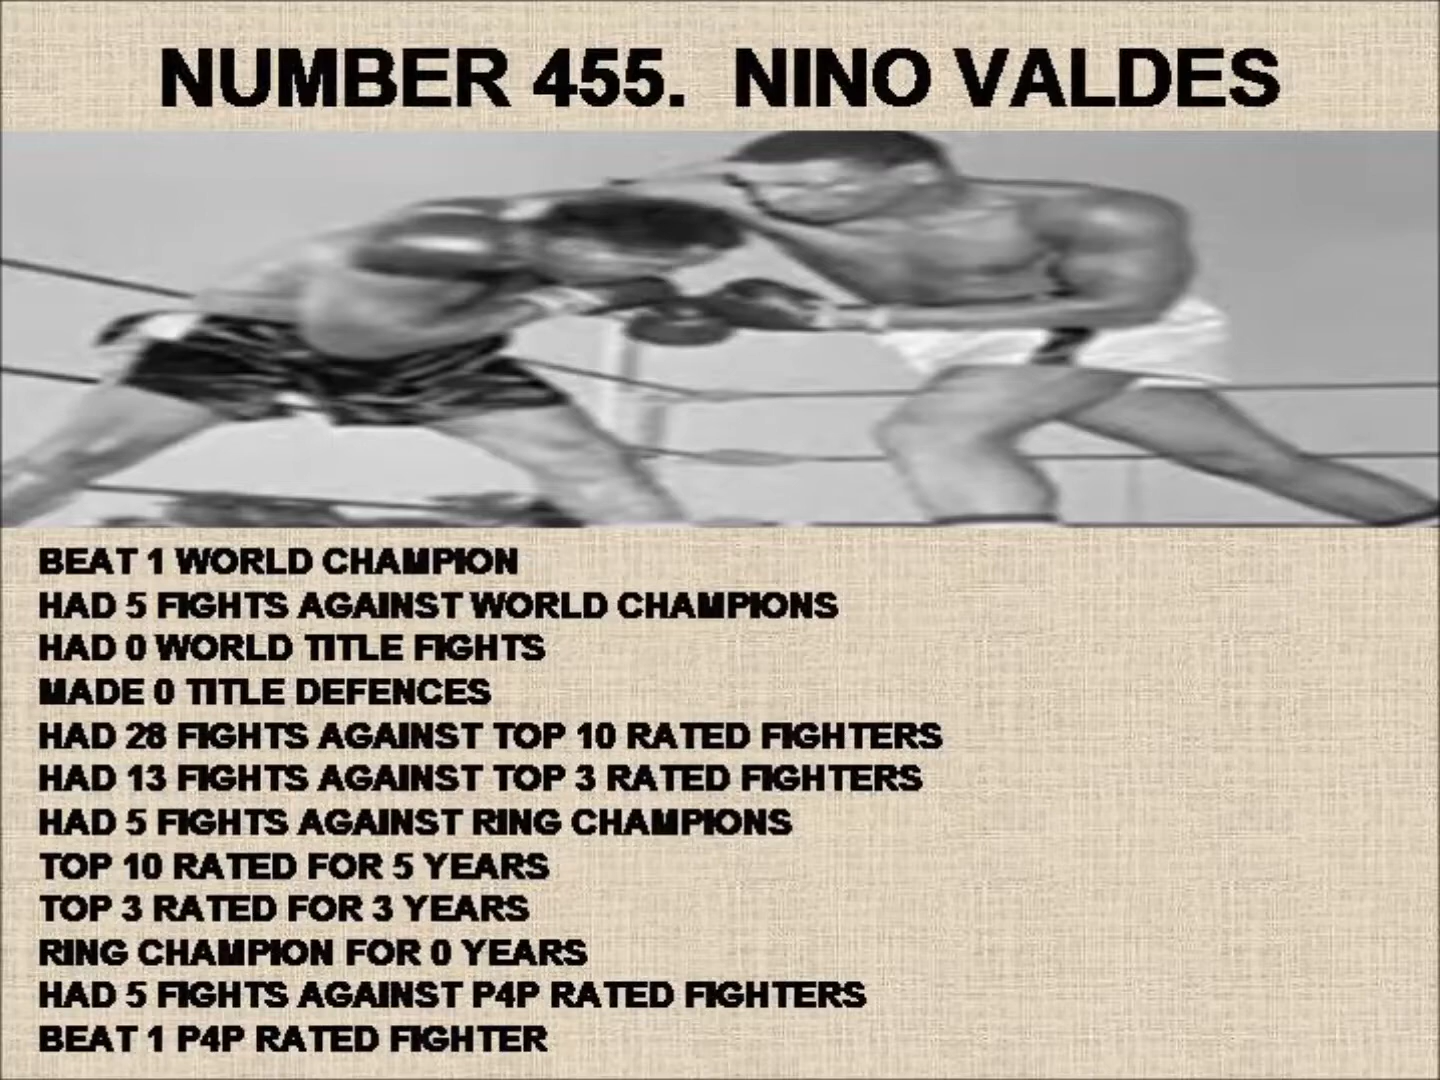 NUMBER 455. NINO VALDES
BEAT 1 WORLD CHAMPION
HAD 5 FIGHTS AGAINST WORLD CHAMPIONS
HAD 0 WORLD TITLE FIGHTS
MADE 0 TITLE DEFENCES
HAD 28 FIGHTS AGAINST TOP 10 RATED FIGHTERS
HAD 13 FIGHTS AGAINST TOP 3 RATED FIGHTERS
HAD 5 FIGHTS AGAINST RING CHAMPIONS
TOP 10 RATED FOR 5 YEARS
TOP 3 RATED FOR 3 YEARS
RING CHAMPION FOR 0 YEARS
HAD 5 FIGHTS AGAINST P4P RATED FIGHTERS
BEAT 1 P4P RATED FIGHTER